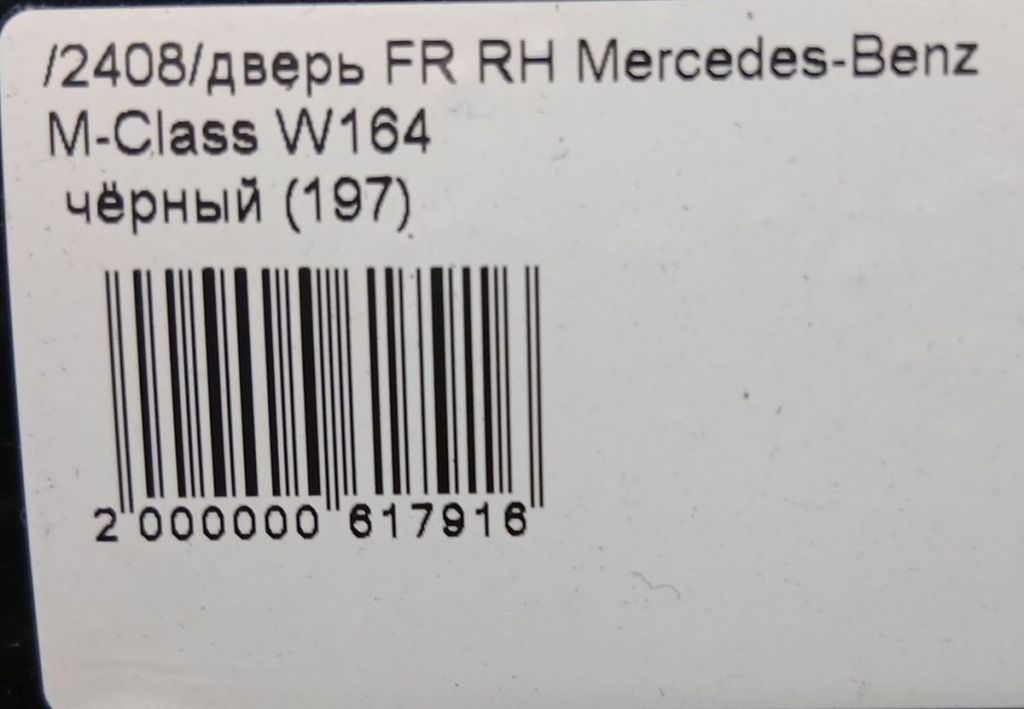 /2408/дверь FR RH Mercedes-Benz
M-Class W164
чёрный (197)
2 000000 617916